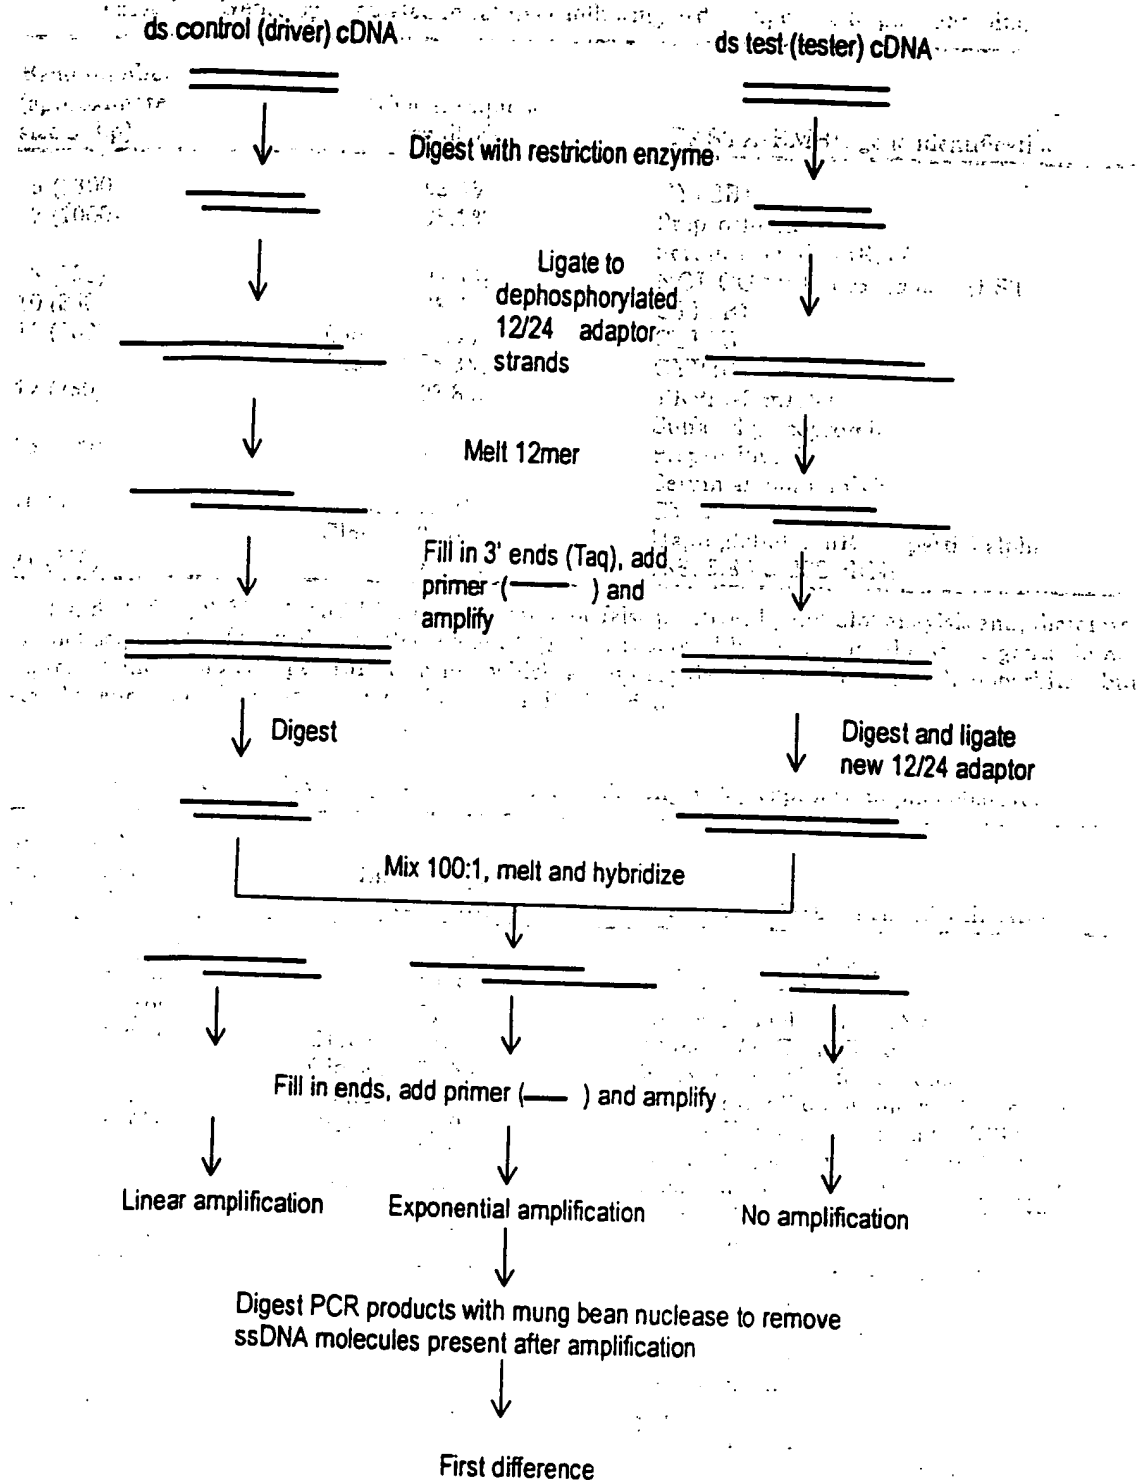 ds control (driver) cDNA
ds test (tester) cDNA
Digest with restriction enzyme
Ligate to
dephosphorylated
12/24 adaptor
strands
Melt 12mer
Fill in 3' ends (Taq), add
primer ( ) and
amplify
Digest
Digest and ligate
new 12/24 adaptor
Mix 100:1, melt and hybridize
Fill in ends, add primer ( ) and amplify
Linear amplification
Exponential amplification
No amplification
Digest PCR products with mung bean nuclease to remove
ssDNA molecules present after amplification
First difference